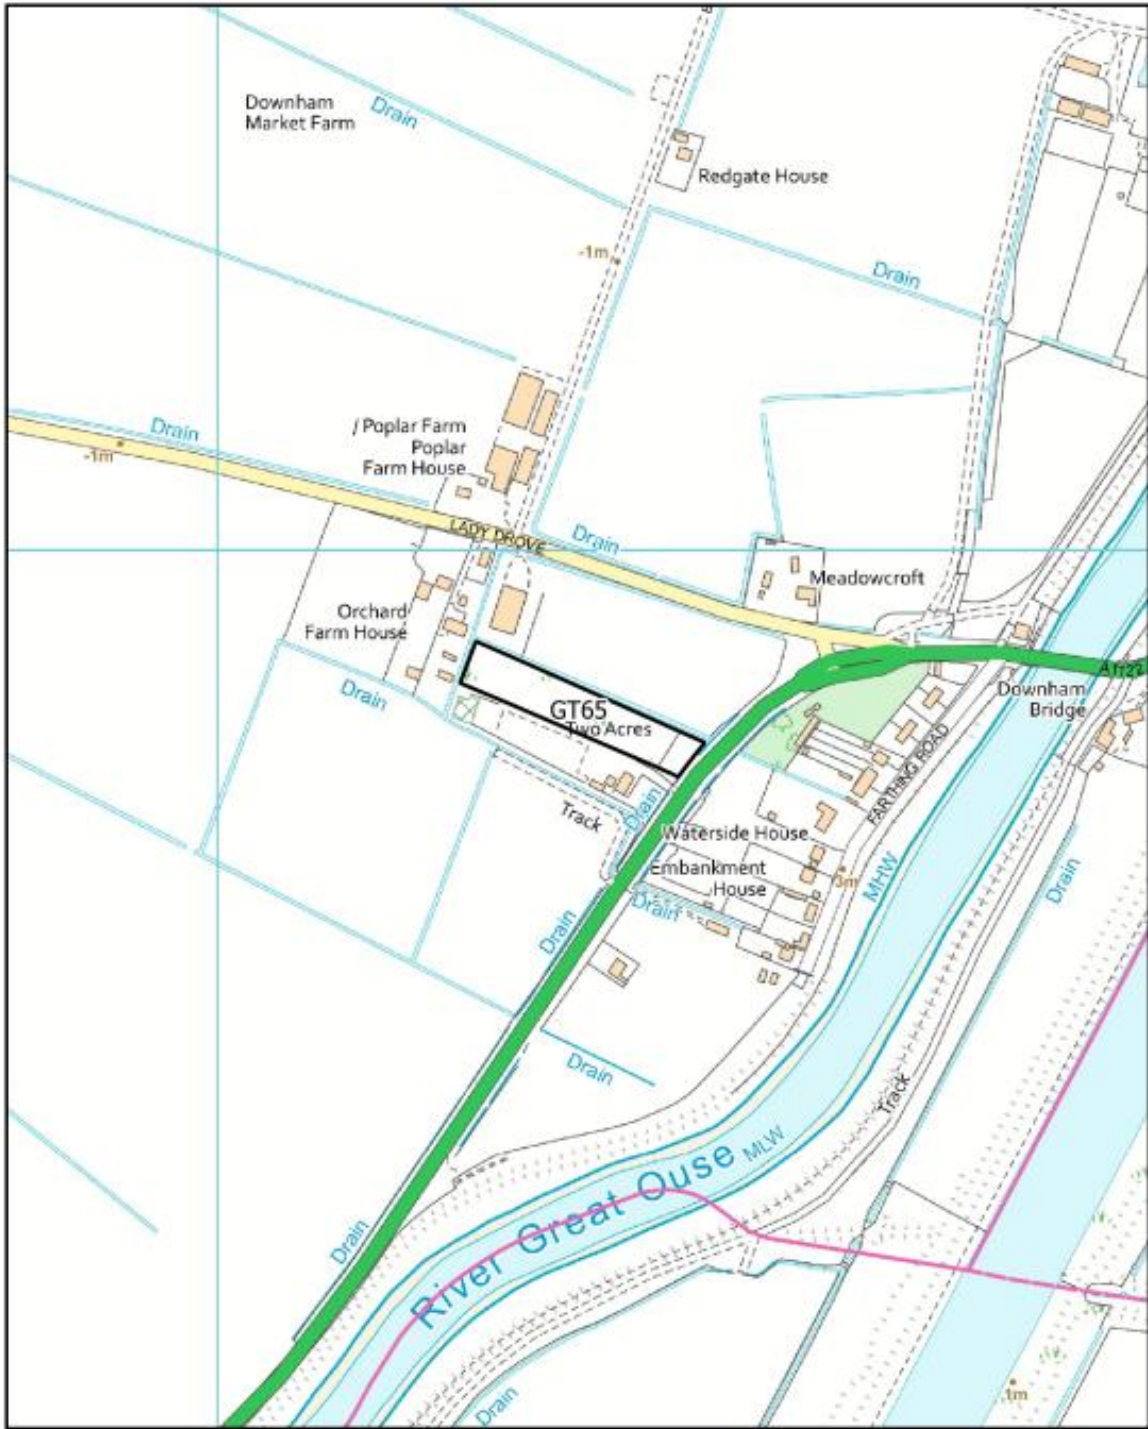 Downham
Market Farm
Drain
Redgate House
-1m
Drain
Drain
/ Poplar Farm
Poplar
Farm House
-1m
LADY DROVE
Drain
Meadowcroft
Orchard
Farm House
Drain
GT65
Two Acres
Downham
Bridge
FARTHING ROAD
Track
Drain
Waterside House
Embankment
House
3m
MHW
Drain
Drain
Drain
Drain
Track
River Great Ouse
MLW
Drain
Drain
-1m